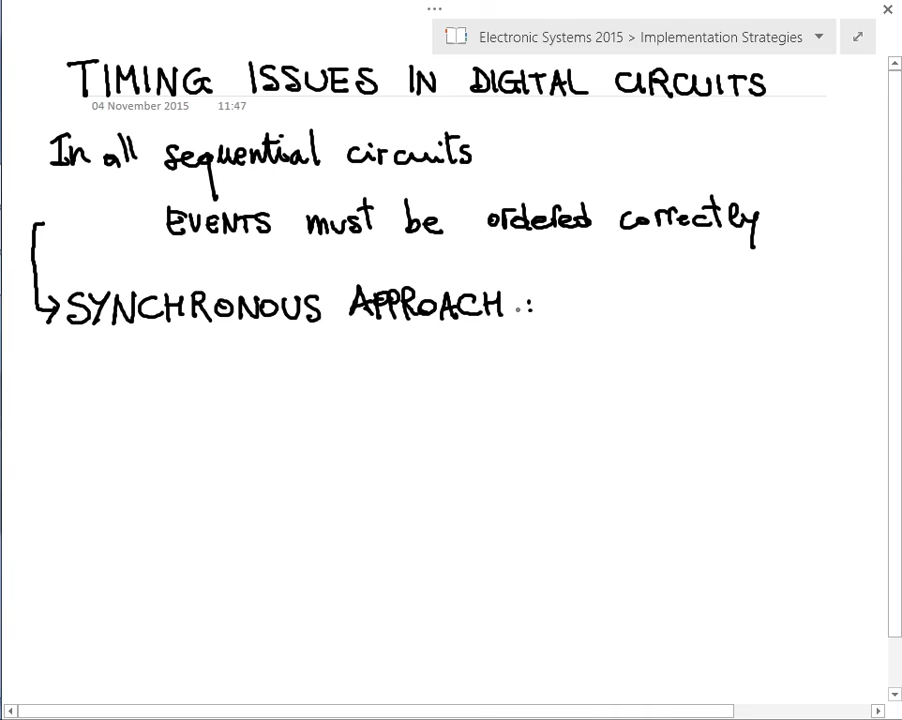 Electronic Systems 2015 > Implementation Strategies
TIMING ISSUES IN DIGITAL CIRCUITS
04 November 2015 11:47
In all sequential circuits
EVENTS must be ordered correctly
SYNCHRONOUS APPROACH :